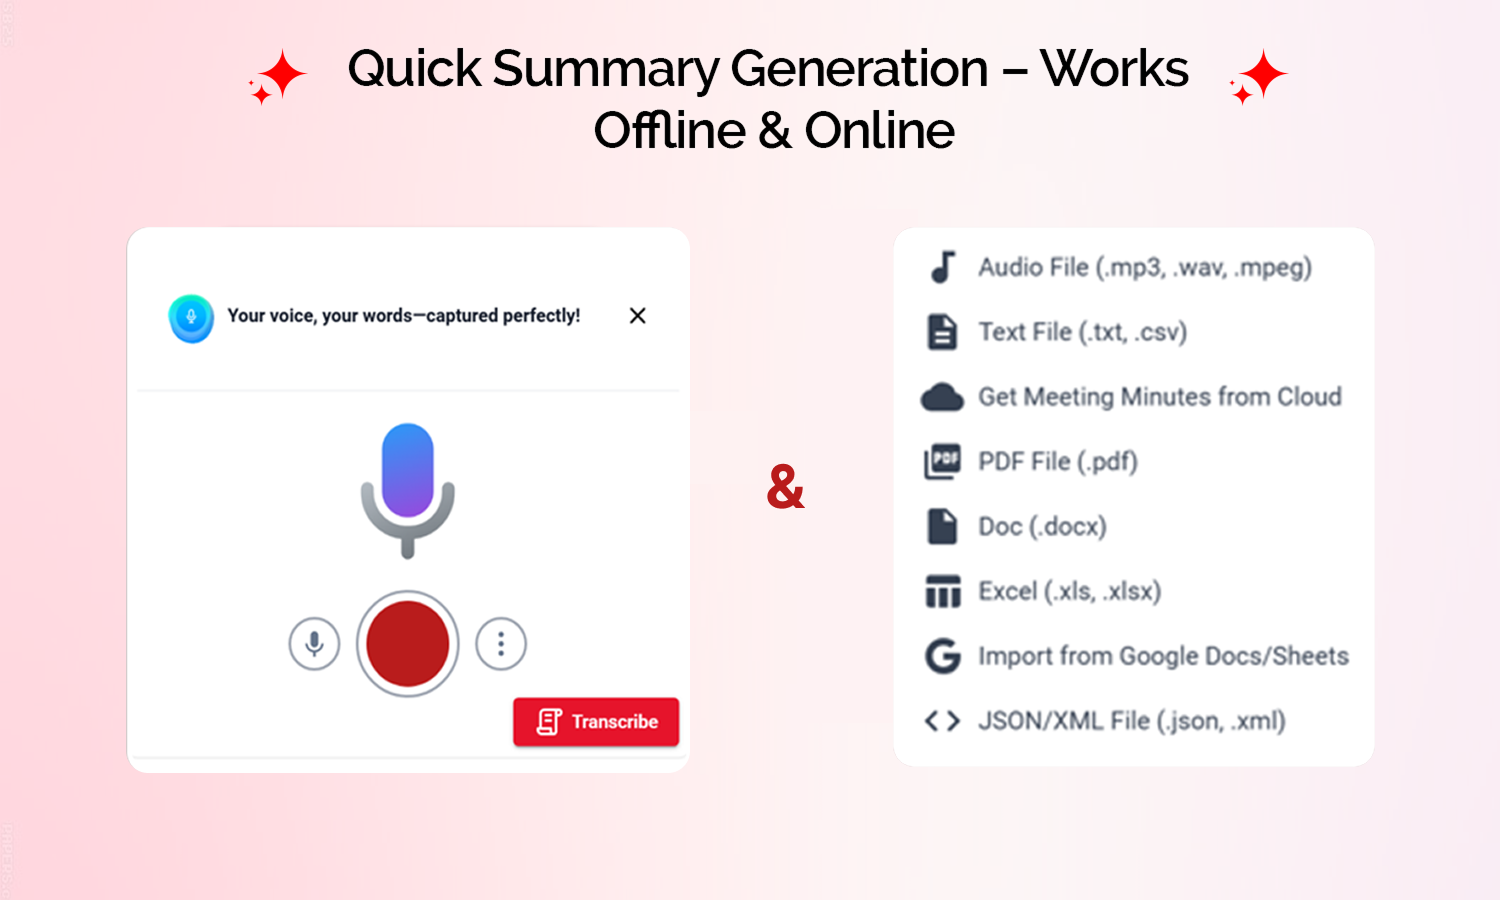 Quick Summary Generation – Works
Offline & Online
Your voice, your words—captured perfectly!
Transcribe
&
Audio File (.mp3, .wav, .mpeg)
Text File (.txt, .csv)
Get Meeting Minutes from Cloud
PDF
PDF File (.pdf)
Doc (.docx)
Excel (.xls, .xlsx)
G
Import from Google Docs/Sheets
JSON/XML File (.json, .xml)